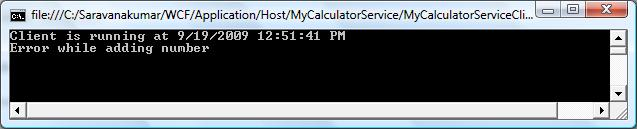 file:///C:/Saravanakumar/WCF/Application/Host/MyCalculatorService/MyCalculatorServiceCli...
Client is running at 9/19/2009 12:51:41 PM
Error while adding number